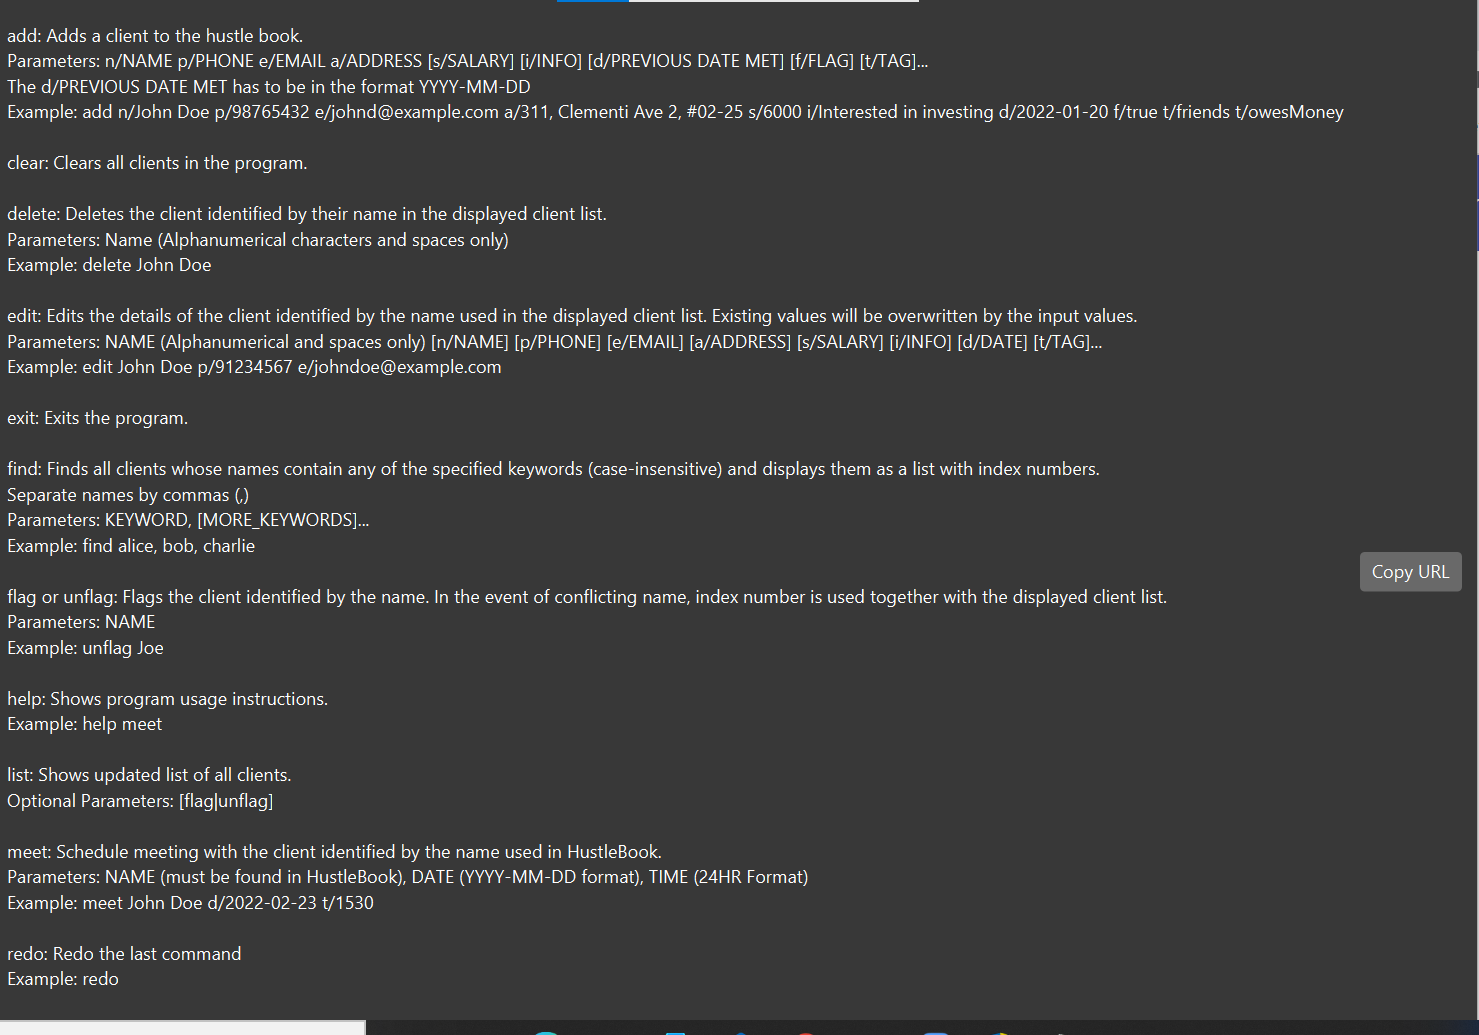 add: Adds a client to the hustle book.
Parameters: n/NAME p/PHONE e/EMAIL a/ADDRESS [s/SALARY] [i/INFO] [d/PREVIOUS DATE MET] [f/FLAG] [t/TAG]...
The d/PREVIOUS DATE MET has to be in the format YYYY-MM-DD
Example: add n/John Doe p/98765432 e/johnd@example.com a/311, Clementi Ave 2, #02-25 s/6000 i/Interested in investing d/2022-01-20 f/true t/friends t/owesMoney
clear: Clears all clients in the program.
delete: Deletes the client identified by their name in the displayed client list.
Parameters: Name (Alphanumerical characters and spaces only)
Example: delete John Doe
edit: Edits the details of the client identified by the name used in the displayed client list. Existing values will be overwritten by the input values.
Parameters: NAME (Alphanumerical and spaces only) [n/NAME] [p/PHONE] [e/EMAIL] [a/ADDRESS] [s/SALARY] [i/INFO] [d/DATE] [t/TAG]...
Example: edit John Doe p/91234567 e/johndoe@example.com
exit: Exits the program.
find: Finds all clients whose names contain any of the specified keywords (case-insensitive) and displays them as a list with index numbers.
Separate names by commas (,)
Parameters: KEYWORD, [MORE_KEYWORDS]...
Example: find alice, bob, charlie
Copy URL
flag or unflag: Flags the client identified by the name. In the event of conflicting name, index number is used together with the displayed client list.
Parameters: NAME
Example: unflag Joe
help: Shows program usage instructions.
Example: help meet
list: Shows updated list of all clients.
Optional Parameters: [flag|unflag]
meet: Schedule meeting with the client identified by the name used in HustleBook.
Parameters: NAME (must be found in HustleBook), DATE (YYYY-MM-DD format), TIME (24HR Format)
Example: meet John Doe d/2022-02-23 t/1530
redo: Redo the last command
Example: redo